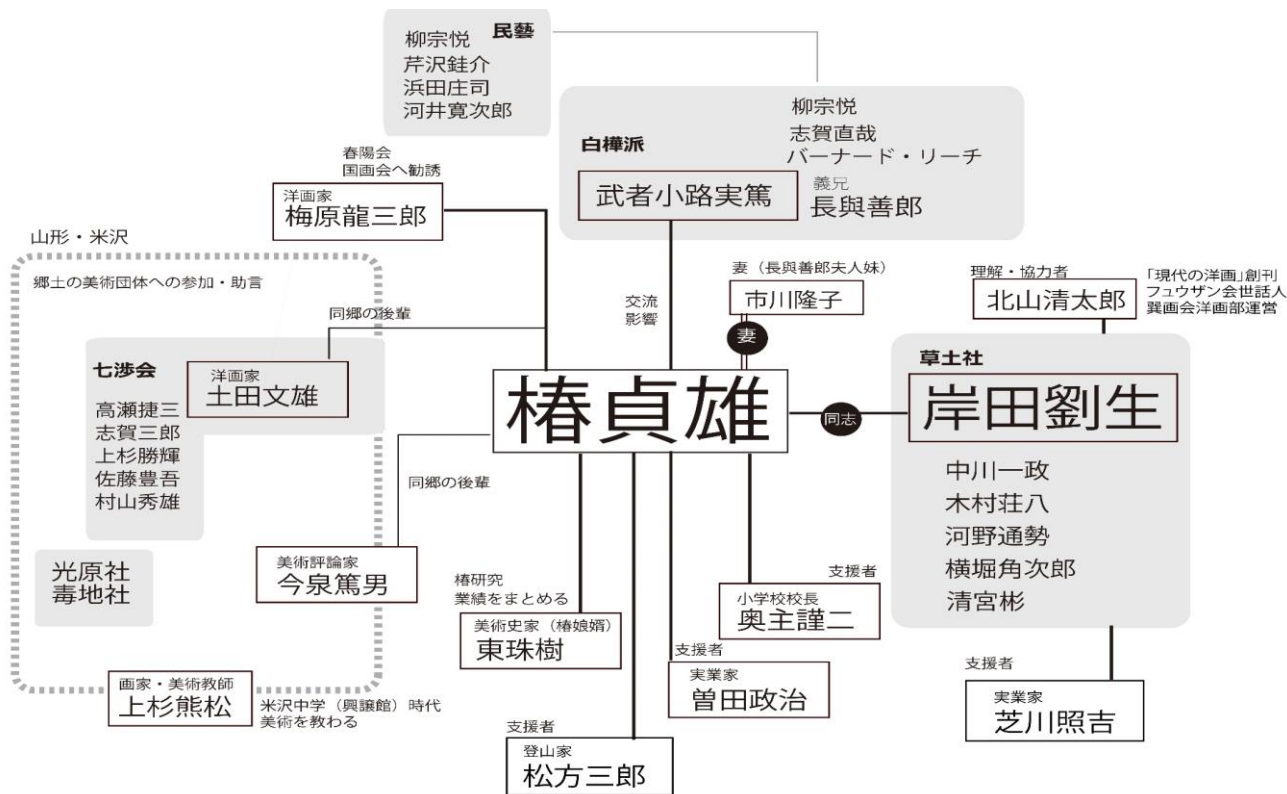 民藝
柳宗悦
芹沢銈介
浜田庄司
河井寛次郎
白樺派
柳宗悦
志賀直哉
バーナード・リーチ
武者小路実篤
義兄
長與善郎
春陽会
国画会へ勧誘
洋画家
梅原龍三郎
山形・米沢
郷土の美術団体への参加・助言
同郷の後輩
七渉会
洋画家
土田文雄
高瀬捷三
志賀三郎
上杉勝輝
佐藤豊吾
村山秀雄
光原社
毒地社
同郷の後輩
美術評論家
今泉篤男
画家・美術教師
上杉熊松
米沢中学（興譲館）時代
美術を教わる
交流
影響
妻（長與善郎夫人妹）
市川隆子
妻
椿貞雄
同志
理解・協力者
北山清太郎
「現代の洋画」創刊
フュウザン会世話人
巽画会洋画部運営
草土社
岸田劉生
中川一政
木村荘八
河野通勢
横堀角次郎
清宮彬
椿研究
業績をまとめる
美術史家（椿娘婿）
東珠樹
支援者
登山家
松方三郎
支援者
実業家
曽田政治
支援者
小学校校長
奥主謹二
支援者
実業家
芝川照吉